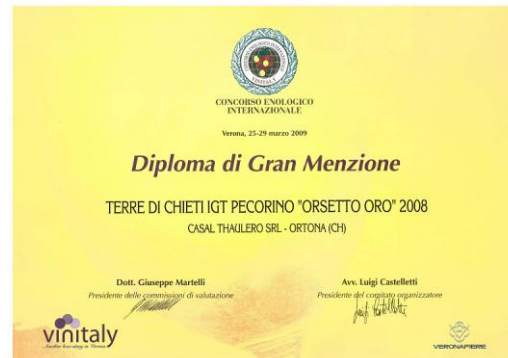 CONCORSO ENOLOGICO
INTERNAZIONALE
Verona, 25-29 marzo 2009
Diploma di Gran Menzione
TERRE DI CHIETI IGT PECORINO "ORSETTO ORO" 2008
CASAL THAULERO SRL - ORTONA (CH)
Dott. Giuseppe Martelli
Presidente delle commissioni di valutazione
Avv. Luigi Castelletti
Presidente del comitato organizzatore
vinitaly
VERONAFIERE